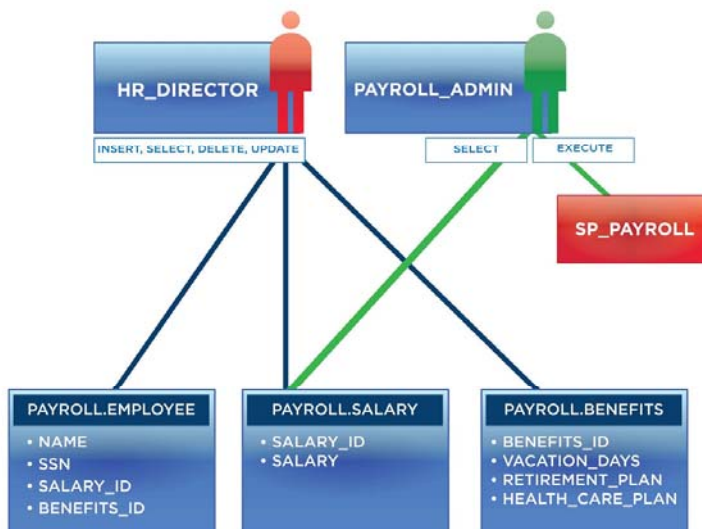 HR_DIRECTOR
PAYROLL_ADMIN
INSERT, SELECT, DELETE, UPDATE
SELECT
EXECUTE
SP_PAYROLL
PAYROLL.EMPLOYEE
• NAME
• SSN
• SALARY_ID
• BENEFITS_ID
PAYROLL.SALARY
• SALARY_ID
• SALARY
PAYROLL.BENEFITS
• BENEFITS_ID
• VACATION_DAYS
• RETIREMENT_PLAN
• HEALTH_CARE_PLAN